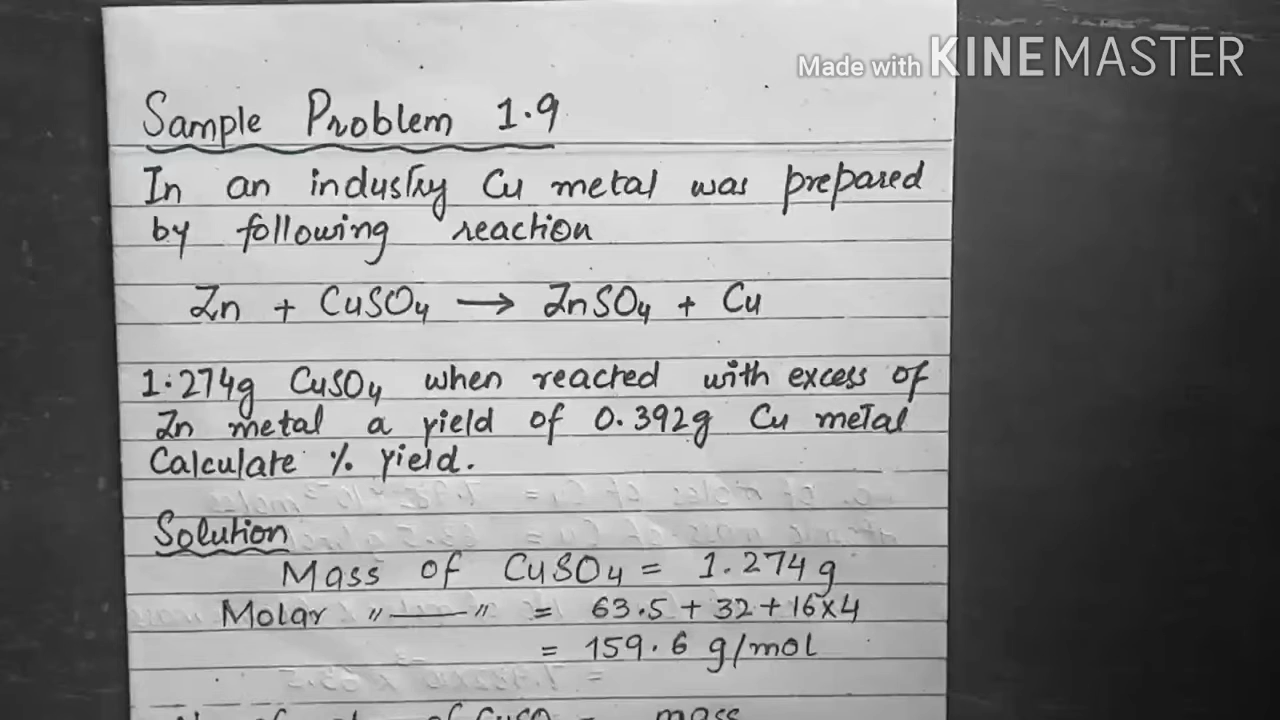 Made with KINEMASTER
Sample Problem 1.9
In an industry Cu metal was prepared
by following reaction
Zn + CuSO4 → ZnSO4 + Cu
1.274g CuSO4 when reacted with excess of
Zn metal a yield of 0.392g Cu metal
Calculate % yield.
Solution
Mass of CuSO4 = 1.274g
Molar "——" = 63.5 + 32 + 16x4
= 159.6 g/mol
mass